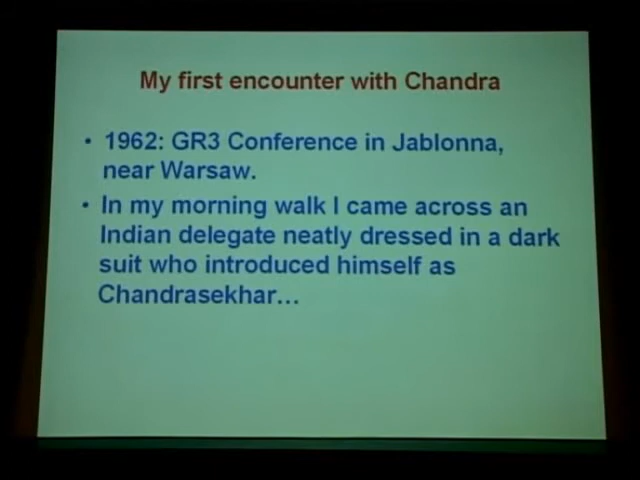 My first encounter with Chandra
• 1962: GR3 Conference in Jablonna,
near Warsaw.
• In my morning walk I came across an
Indian delegate neatly dressed in a dark
suit who introduced himself as
Chandrasekhar...